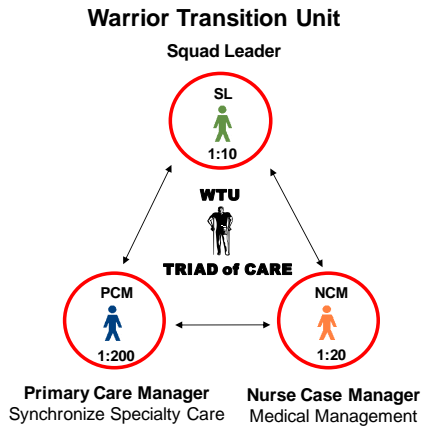 Warrior Transition Unit
Squad Leader
SL
1:10
WTU
TRIAD of CARE
PCM
1:200
NCM
1:20
Primary Care Manager
Synchronize Specialty Care
Nurse Case Manager
Medical Management